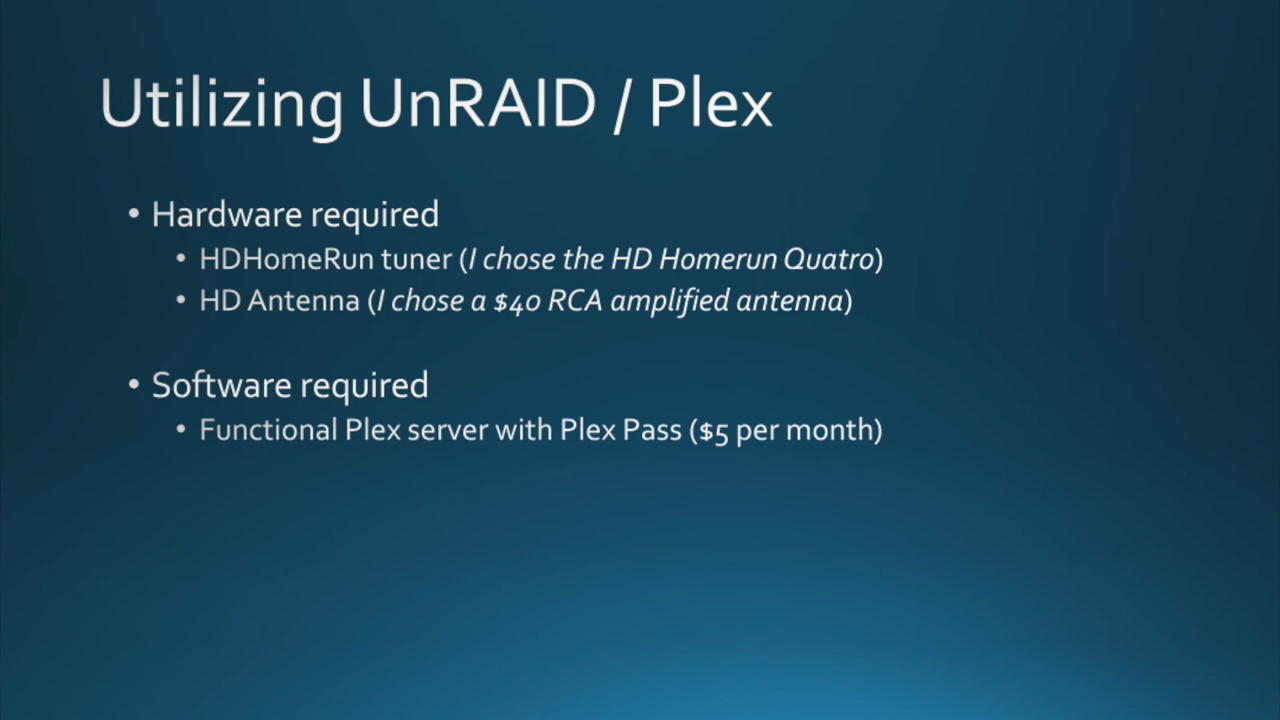 Utilizing UnRAID / Plex
• Hardware required
• HDHomeRun tuner (I chose the HD Homerun Quatro)
• HD Antenna (I chose a $40 RCA amplified antenna)
• Software required
• Functional Plex server with Plex Pass ($5 per month)